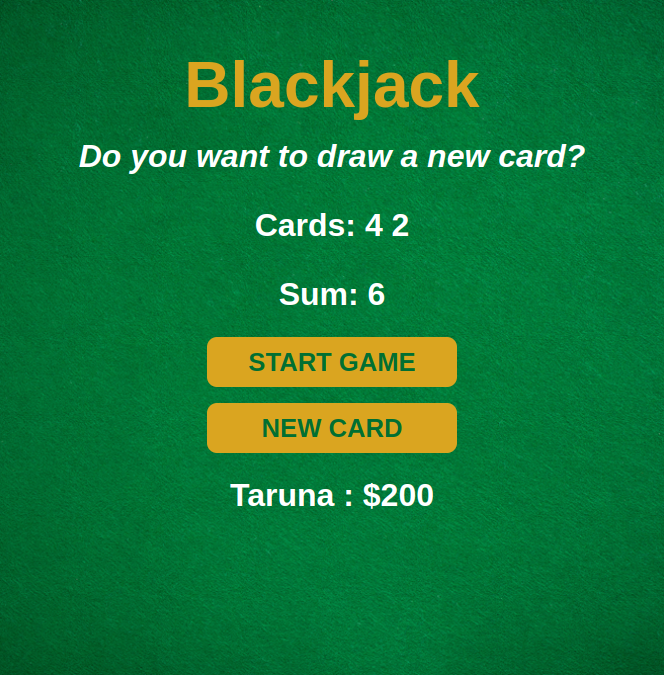 Blackjack
Do you want to draw a new card?
Cards: 4 2
Sum: 6
START GAME
NEW CARD
Taruna : $200